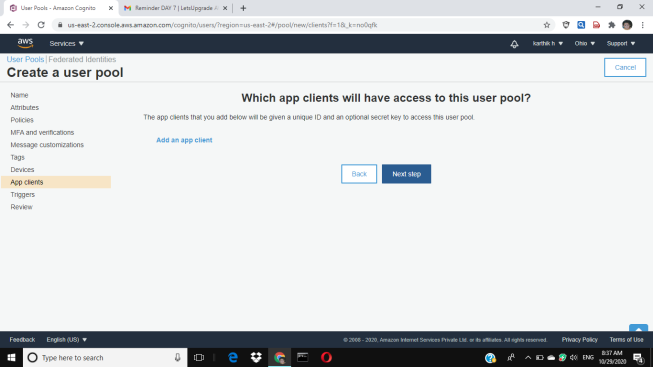 User Pools - Amazon Cognito
Reminder DAY 7 | LetsUpgrade
us-east-2.console.aws.amazon.com/cognito/users/?region=us-east-2#/pool/new/clients?f=1&_k=no0qfk
aws
Services
karthik h
Ohio
Support
User Pools | Federated Identities
Create a user pool
Cancel
Name
Attributes
Policies
MFA and verifications
Message customizations
Tags
Devices
App clients
Triggers
Review
Which app clients will have access to this user pool?
The app clients that you add below will be given a unique ID and an optional secret key to access this user pool.
Add an app client
Back
Next step
Feedback
English (US)
© 2008 - 2020, Amazon Internet Services Private Ltd. or its affiliates. All rights reserved.
Privacy Policy
Terms of Use
Type here to search
ENG
8:37 AM
10/29/2020